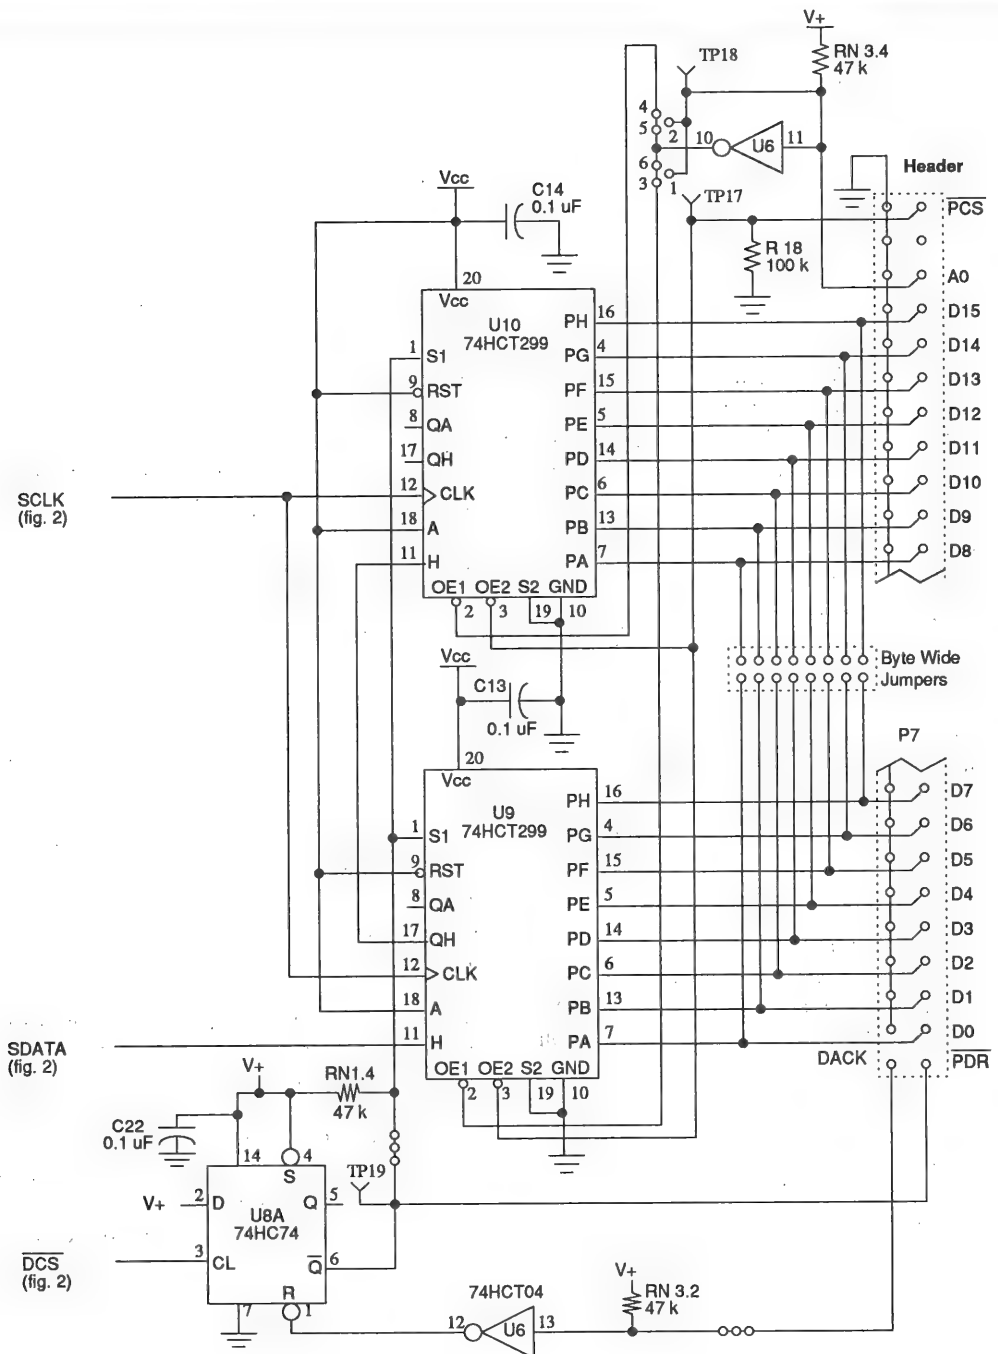 V+
RN 3.4
47 k
TP18
4
5
2
10
U6
11
6
3
1
TP17
Header
PCS
R 18
100 k
A0
D15
D14
D13
D12
D11
D10
D9
D8
Vcc
C14
0.1 uF
20
Vcc
U10
74HCT299
1
S1
9
RST
8
QA
17
QH
12
CLK
18
A
11
H
PH
16
PG
4
PF
15
PE
5
PD
14
PC
6
PB
13
PA
7
OE1
OE2
S2
GND
2
3
19
10
SCLK
(fig. 2)
Byte Wide
Jumpers
Vcc
C13
0.1 uF
20
Vcc
U9
74HCT299
1
S1
9
RST
8
QA
17
QH
12
CLK
18
A
11
H
PH
16
PG
4
PF
15
PE
5
PD
14
PC
6
PB
13
PA
7
OE1
OE2
S2
GND
2
3
19
10
P7
D7
D6
D5
D4
D3
D2
D1
D0
DACK
PDR
SDATA
(fig. 2)
V+
RN1.4
47 k
C22
0.1 uF
14
4
S
TP19
V+
2
D
Q
5
U8A
74HC74
DCS
(fig. 2)
3
CL
Q
6
R
7
1
74HCT04
12
U6
13
V+
RN 3.2
47 k